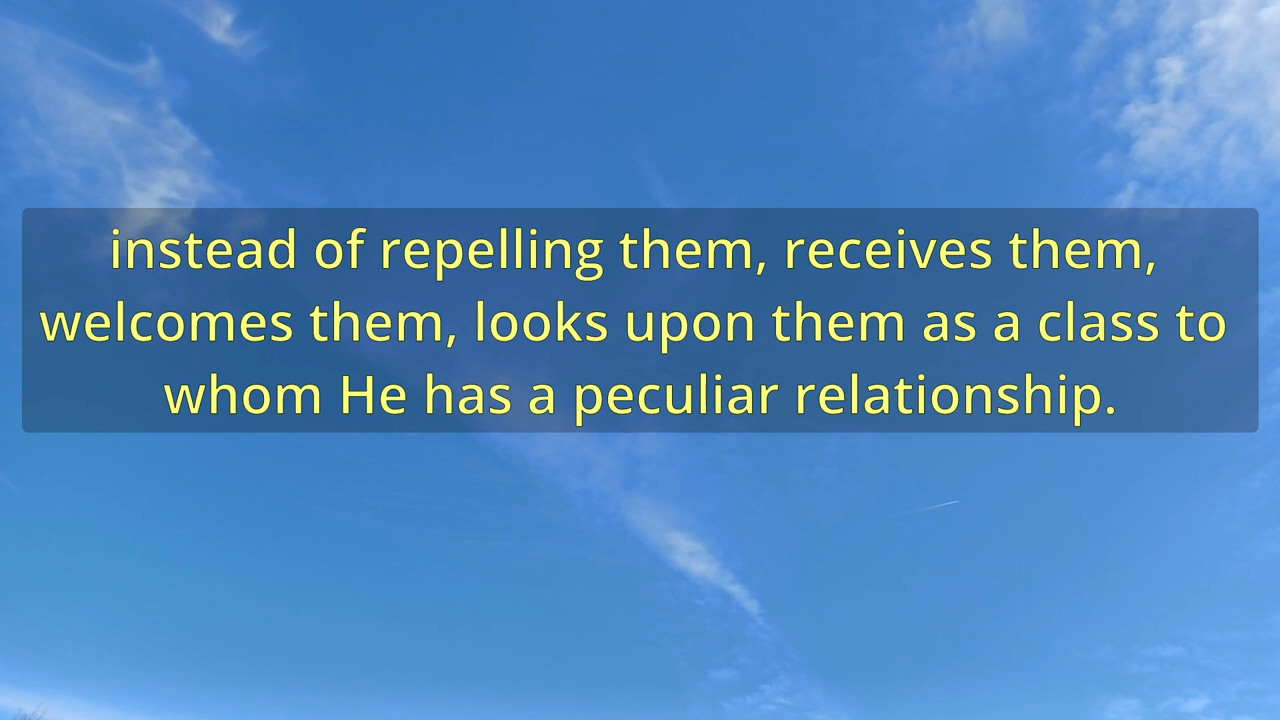 instead of repelling them, receives them,
welcomes them, looks upon them as a class to
whom He has a peculiar relationship.